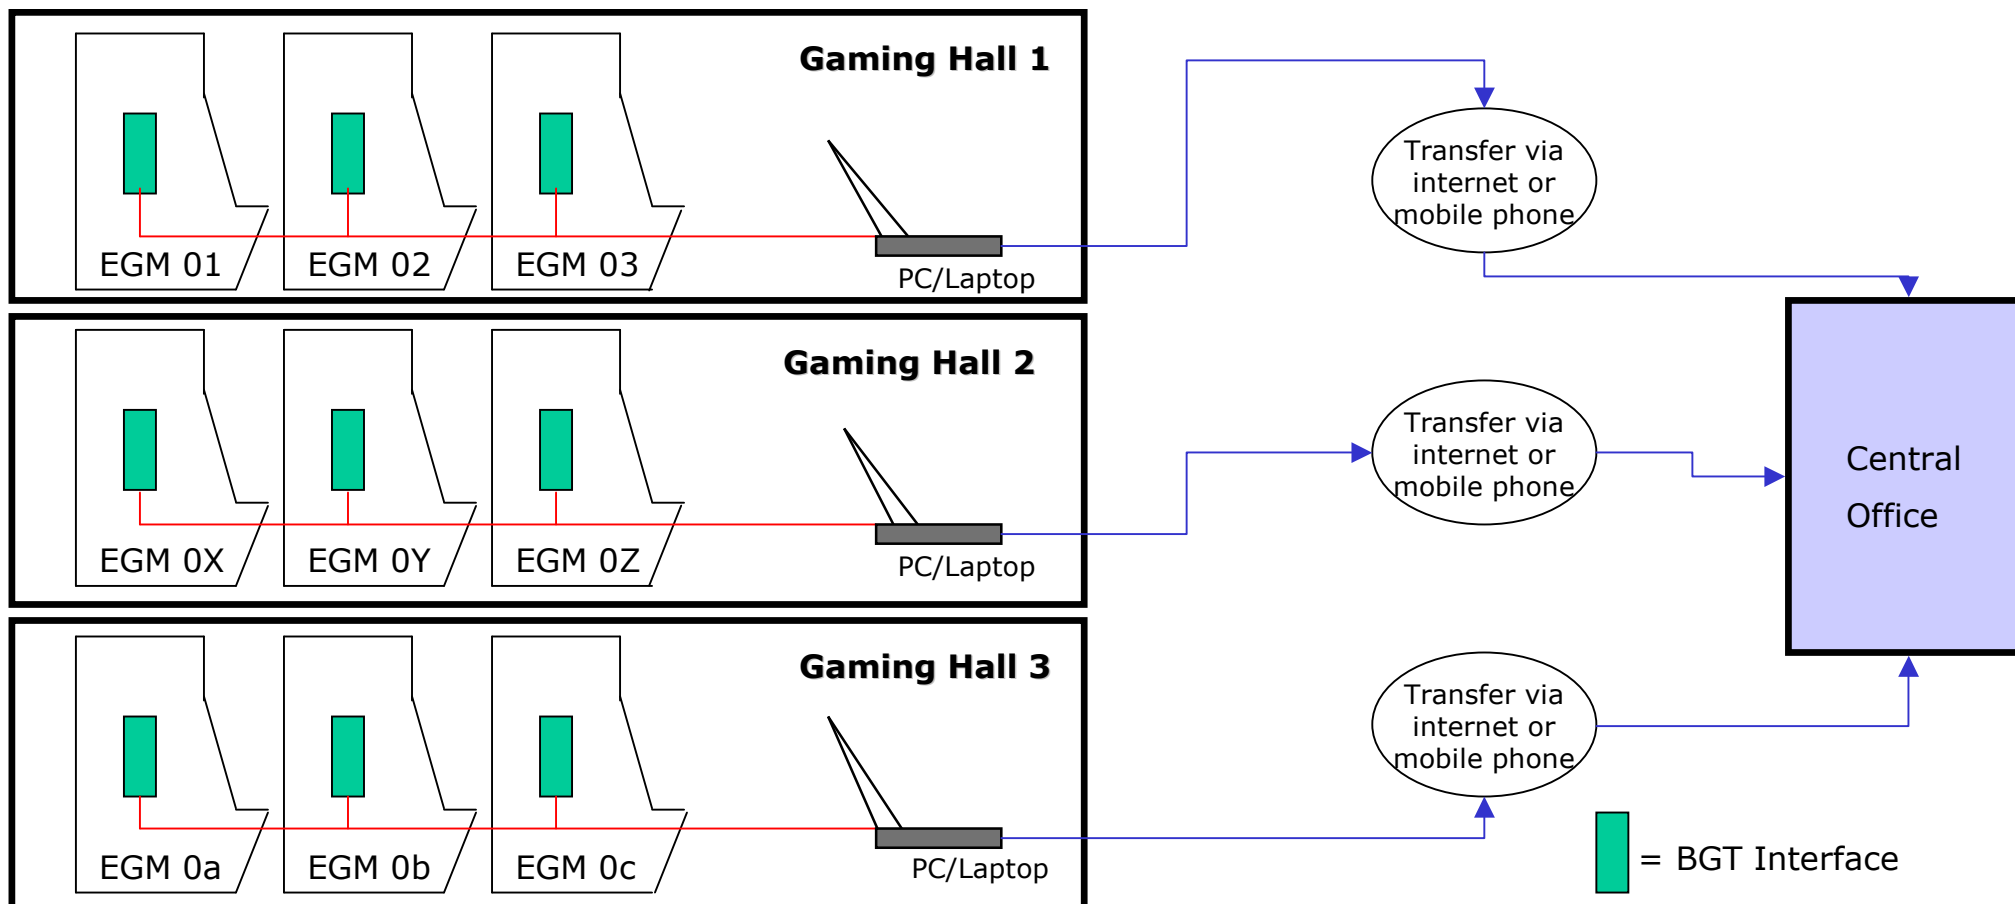 Gaming Hall 1
EGM 01
EGM 02
EGM 03
PC/Laptop
Transfer via
internet or
mobile phone
Gaming Hall 2
EGM 0X
EGM 0Y
EGM 0Z
PC/Laptop
Transfer via
internet or
mobile phone
Central
Office
Gaming Hall 3
EGM 0a
EGM 0b
EGM 0c
PC/Laptop
Transfer via
internet or
mobile phone
= BGT Interface